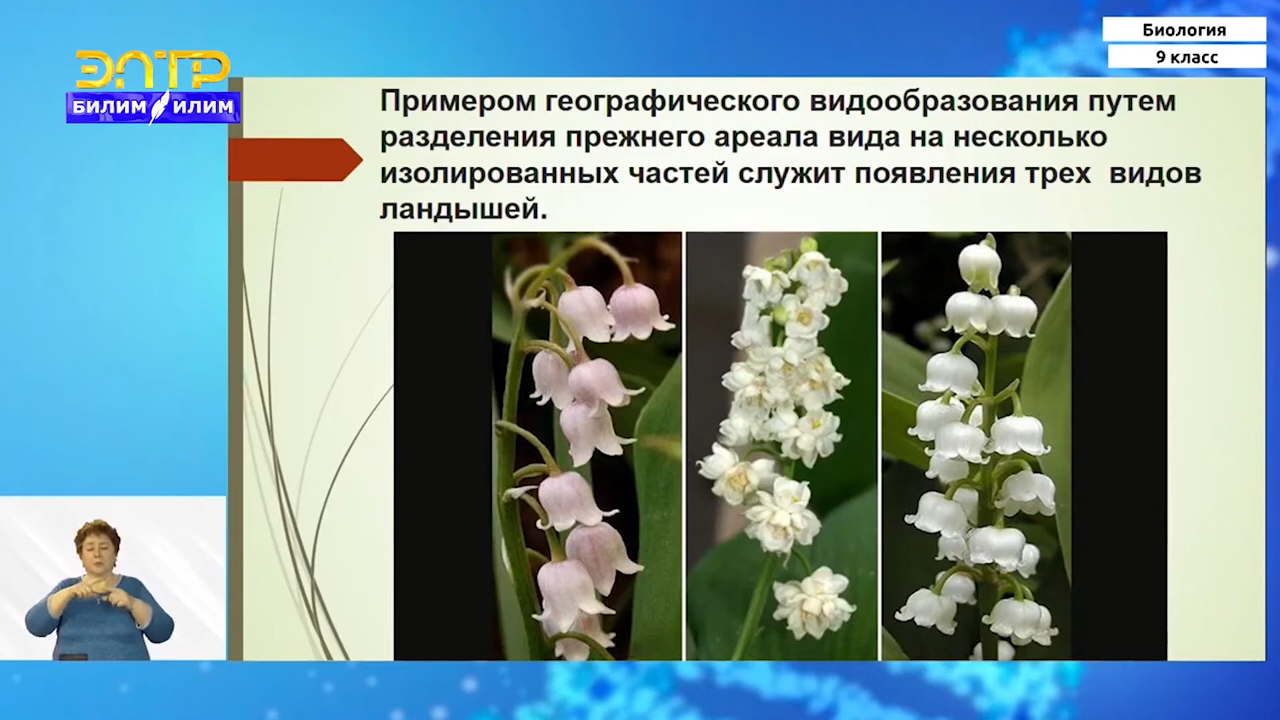 Биология
9 класс
ЭЛТР
БИЛИМ ИЛИМ
Примером географического видообразования путем
разделения прежнего ареала вида на несколько
изолированных частей служит появления трех видов
ландышей.